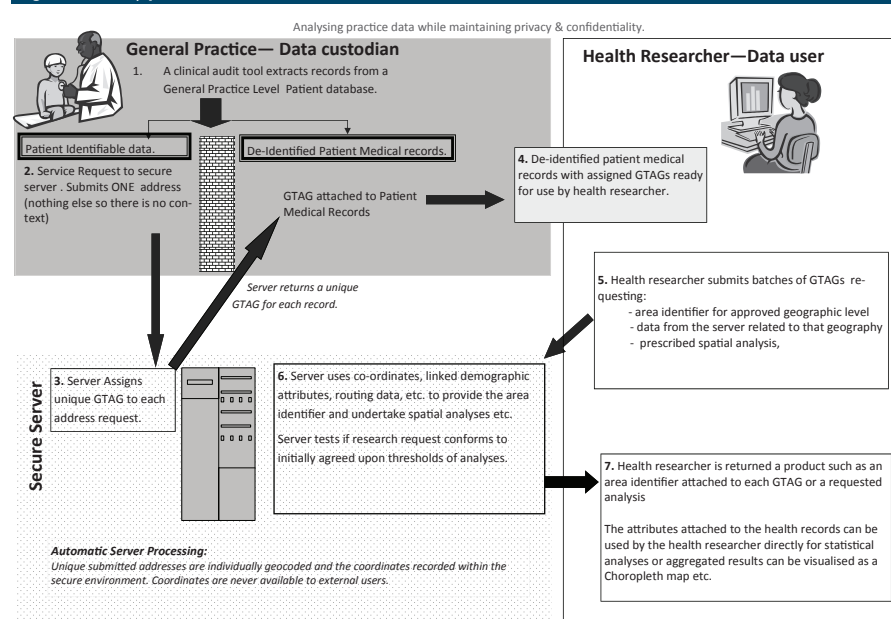 Analysing practice data while maintaining privacy & confidentiality.
General Practice— Data custodian
1. A clinical audit tool extracts records from a
General Practice Level Patient database.
Patient Identifiable data.
De-Identified Patient Medical records.
2. Service Request to secure
server . Submits ONE address
(nothing else so there is no con-
text)
GTAG attached to Patient
Medical Records
Server returns a unique
GTAG for each record.
Health Researcher—Data user
4. De-identified patient medical
records with assigned GTAGs ready
for use by health researcher.
5. Health researcher submits batches of GTAGs re-
questing:
- area identifier for approved geographic level
- data from the server related to that geography
- prescribed spatial analysis,
Secure Server
3. Server Assigns
unique GTAG to each
address request.
6. Server uses co-ordinates, linked demographic
attributes, routing data, etc. to provide the area
identifier and undertake spatial analyses etc.
Server tests if research request conforms to
initially agreed upon thresholds of analyses.
7. Health researcher is returned a product such as an
area identifier attached to each GTAG or a requested
analysis
The attributes attached to the health records can be
used by the health researcher directly for statistical
analyses or aggregated results can be visualised as a
Choropleth map etc.
Automatic Server Processing:
Unique submitted addresses are individually geocoded and the coordinates recorded within the
secure environment. Coordinates are never available to external users.